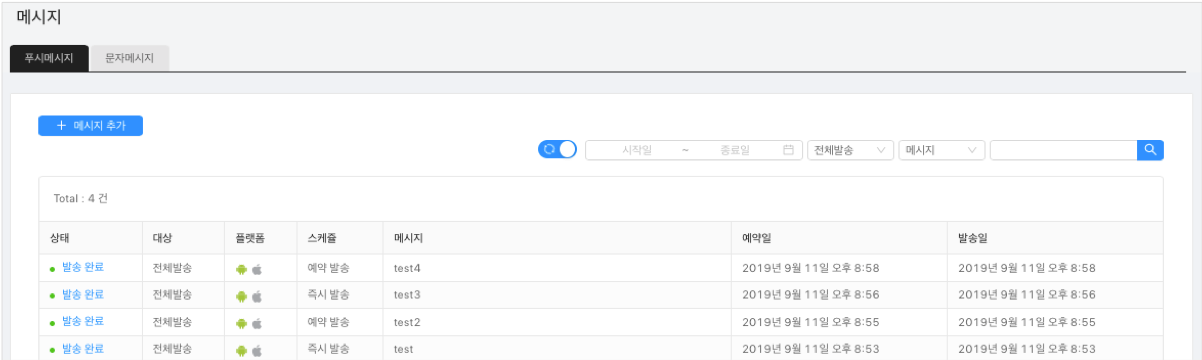 메시지
푸시메시지 문자메시지
+ 메시지 추가
시작일 ~ 종료일 전체발송 메시지
Total : 4 건
상태 대상 플랫폼 스케쥴 메시지 예약일 발송일
발송 완료 전체발송 예약 발송 test4 2019년 9월 11일 오후 8:58 2019년 9월 11일 오후 8:58
발송 완료 전체발송 즉시 발송 test3 2019년 9월 11일 오후 8:56 2019년 9월 11일 오후 8:56
발송 완료 전체발송 예약 발송 test2 2019년 9월 11일 오후 8:55 2019년 9월 11일 오후 8:55
발송 완료 전체발송 즉시 발송 test 2019년 9월 11일 오후 8:53 2019년 9월 11일 오후 8:53